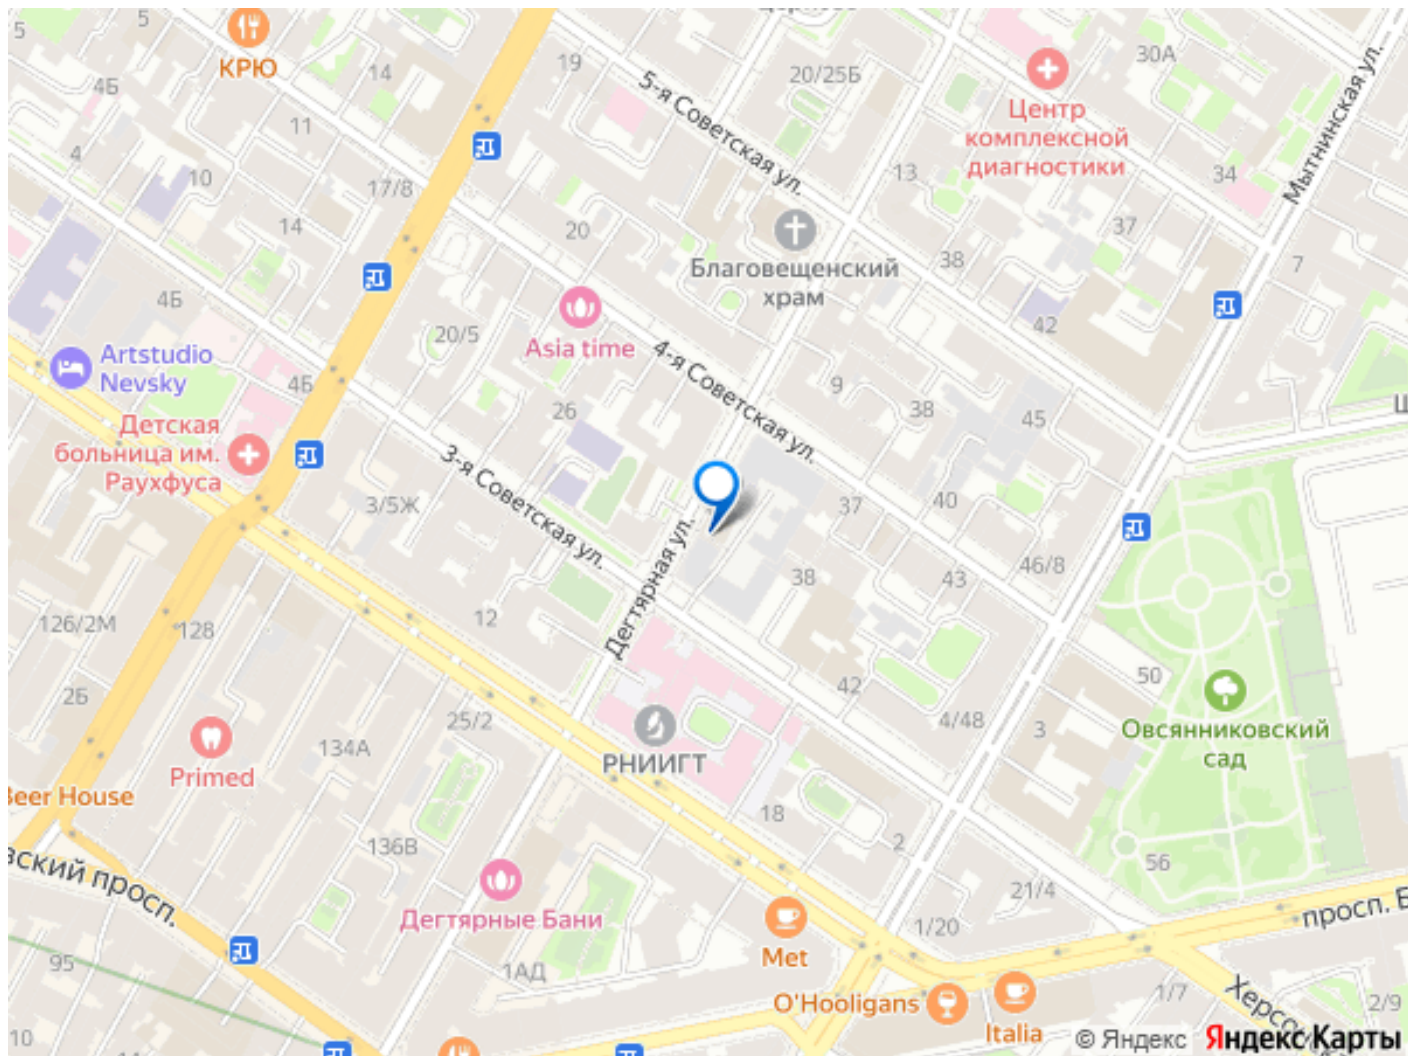 5
5
КРЮ
14
19
20/25Б
30А
4Б
5-я Советская ул.
Центр
комплексной
диагностики
Мытнинская ул.
11
4
10
17/8
13
34
14
20
37
Благовещенский
храм
38
7
4Б
20/5
Asia time
42
Artstudio
Nevsky
4Б
4-я Советская ул.
9
26
38
45
Детская
больница им.
Раухфуса
3-я Советская ул.
3/5Ж
37
40
Дегтярная ул.
38
43
46/8
126/2М
128
12
2Б
42
50
25/2
4/48
3
Овсянниковский
сад
134А
Primed
РНИИГТ
Beer House
18
136В
2
56
вский просп.
21/4
Дегтярные Бани
1/20
просп. Б
Met
95
1АД
O'Hooligans
Italia
1/7
Херсо
2/9
10
© Яндекс Яндекс Карты